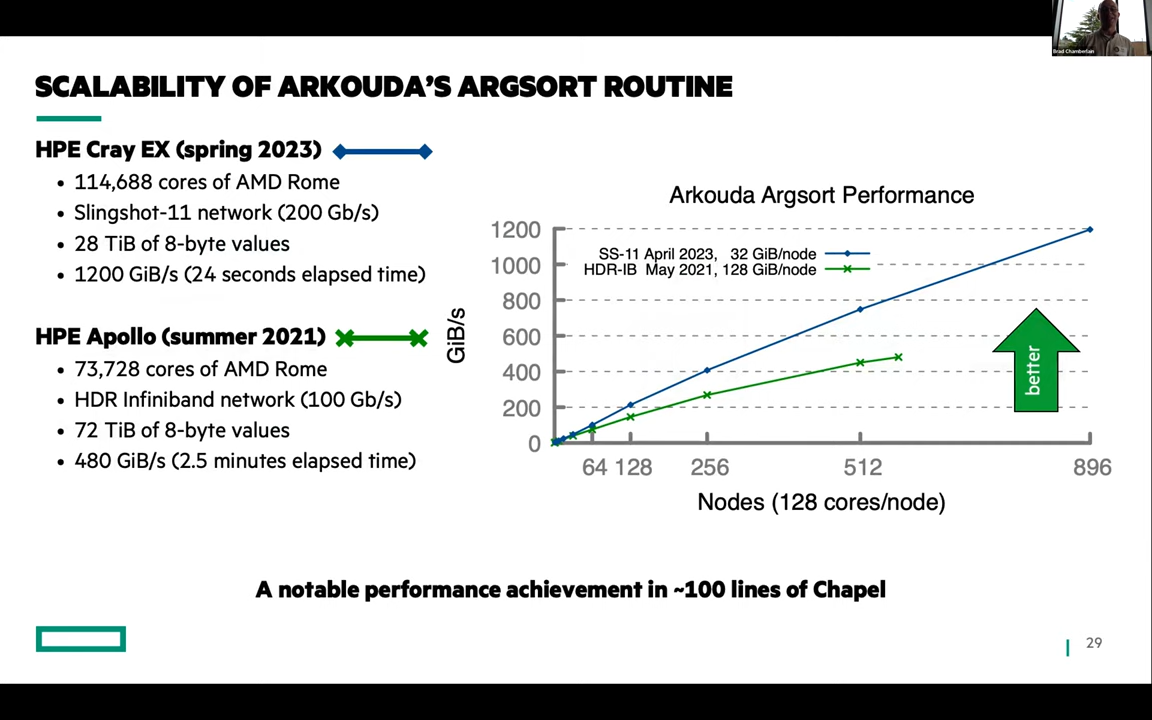 Brad Chamberlain
SCALABILITY OF ARKOUDA'S ARGSORT ROUTINE
HPE Cray EX (spring 2023)
• 114,688 cores of AMD Rome
• Slingshot-11 network (200 Gb/s)
• 28 TiB of 8-byte values
• 1200 GiB/s (24 seconds elapsed time)
HPE Apollo (summer 2021)
• 73,728 cores of AMD Rome
• HDR Infiniband network (100 Gb/s)
• 72 TiB of 8-byte values
• 480 GiB/s (2.5 minutes elapsed time)
Arkouda Argsort Performance
SS-11 April 2023, 32 GiB/node
HDR-IB May 2021, 128 GiB/node
GiB/s
1200
1000
800
600
400
200
0
64 128 256 512 896
Nodes (128 cores/node)
better
A notable performance achievement in ~100 lines of Chapel
29